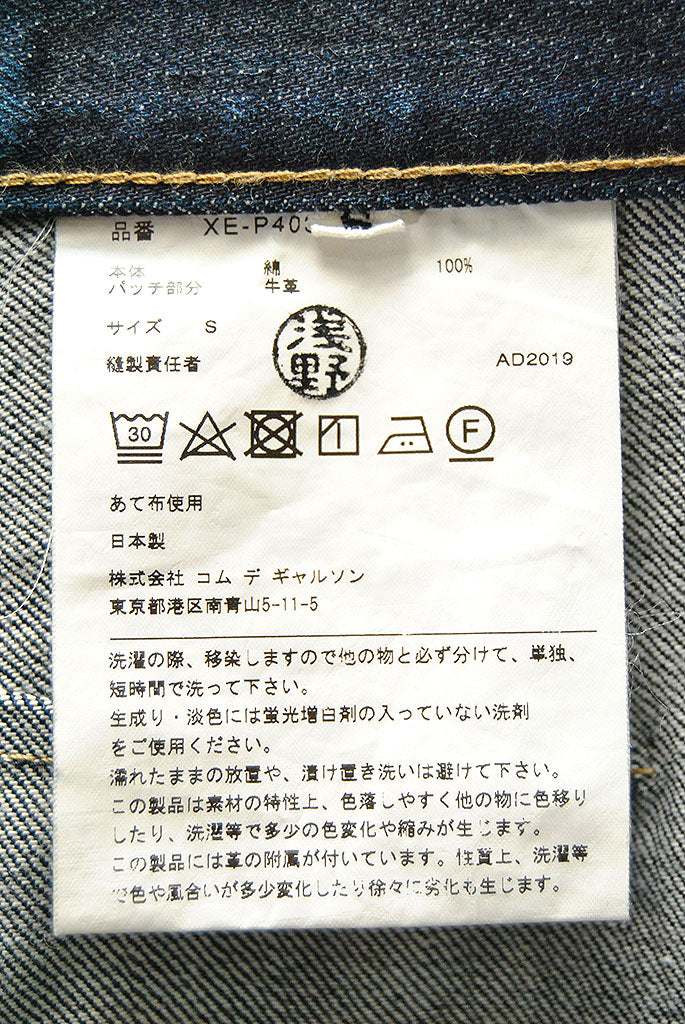 品番 XE-P40
本体 綿 100%
パッチ部分 牛革
サイズ S
浅野
縫製責任者 AD2019
30 F
あて布使用
日本製
株式会社 コム デ ギャルソン
東京都港区南青山5-11-5
洗濯の際、移染しますので他の物と必ず分けて、単独、
短時間で洗って下さい。
生成り・淡色には蛍光増白剤の入っていない洗剤
をご使用ください。
濡れたままの放置や、漬け置き洗いは避けて下さい。
この製品は素材の特性上、色落しやすく他の物に色移り
したり、洗濯等で多少の色変化や縮みが生じます。
この製品には革の附属が付いています。性質上、洗濯等
で色や風合いが多少変化したり徐々に劣化も生じます。